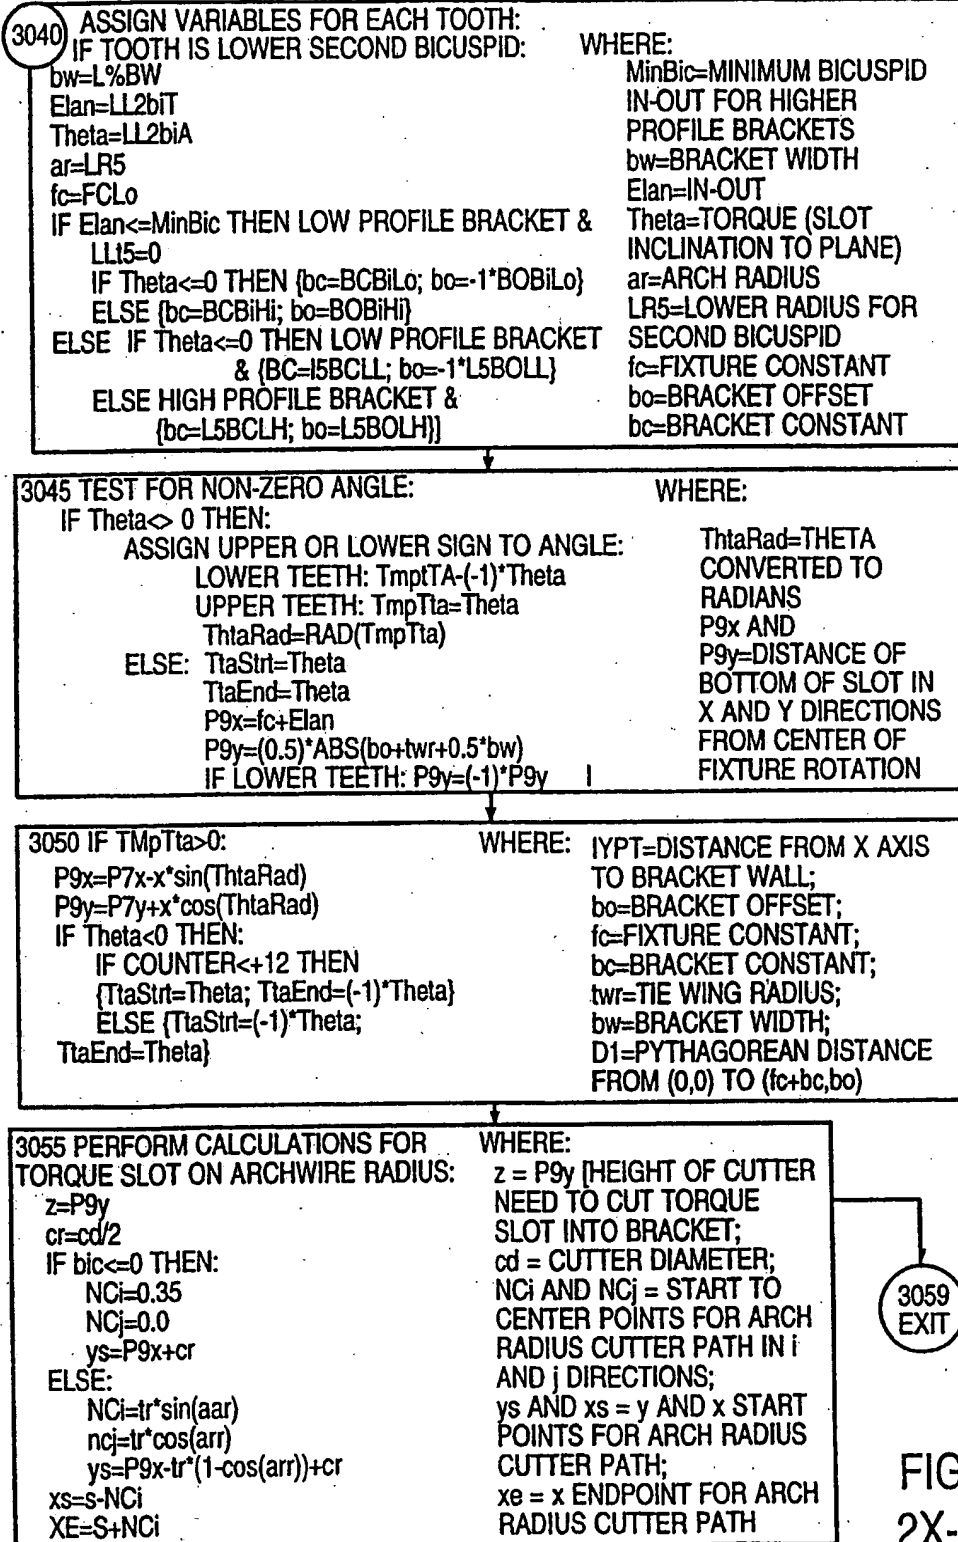 3040 ASSIGN VARIABLES FOR EACH TOOTH:
IF TOOTH IS LOWER SECOND BICUSPID:
bw=L%BW
Elan=LL2biT
Theta=LL2biA
ar=LR5
fc=FCLo
IF Elan<=MinBic THEN LOW PROFILE BRACKET &
LLt5=0
IF Theta<=0 THEN {bc=BCBiLo; bo=-1*BOBiLo}
ELSE {bc=BCBiHi; bo=BOBiHi}
ELSE IF Theta<=0 THEN LOW PROFILE BRACKET
& {BC=l5BCLL; bo=-1*L5BOLL}
ELSE HIGH PROFILE BRACKET &
{bc=L5BCLH; bo=L5BOLH}]
WHERE:
MinBic=MINIMUM BICUSPID
IN-OUT FOR HIGHER
PROFILE BRACKETS
bw=BRACKET WIDTH
Elan=IN-OUT
Theta=TORQUE (SLOT
INCLINATION TO PLANE)
ar=ARCH RADIUS
LR5=LOWER RADIUS FOR
SECOND BICUSPID
fc=FIXTURE CONSTANT
bo=BRACKET OFFSET
bc=BRACKET CONSTANT
3045 TEST FOR NON-ZERO ANGLE:
IF Theta<> 0 THEN:
ASSIGN UPPER OR LOWER SIGN TO ANGLE:
LOWER TEETH: TmptTA-(-1)*Theta
UPPER TEETH: TmpTta=Theta
ThtaRad=RAD(TmpTta)
ELSE: TtaStrt=Theta
TtaEnd=Theta
P9x=fc+Elan
P9y=(0.5)*ABS(bo+twr+0.5*bw)
IF LOWER TEETH: P9y=(-1)*P9y |
WHERE:
ThtaRad=THETA
CONVERTED TO
RADIANS
P9x AND
P9y=DISTANCE OF
BOTTOM OF SLOT IN
X AND Y DIRECTIONS
FROM CENTER OF
FIXTURE ROTATION
3050 IF TMpTta>0:
P9x=P7x-x*sin(ThtaRad)
P9y=P7y+x*cos(ThtaRad)
IF Theta<0 THEN:
IF COUNTER<+12 THEN
{TtaStrt=Theta; TtaEnd=(-1)*Theta}
ELSE {TtaStrt=(-1)*Theta;
TtaEnd=Theta}
WHERE:
IYPT=DISTANCE FROM X AXIS
TO BRACKET WALL;
bo=BRACKET OFFSET;
fc=FIXTURE CONSTANT;
bc=BRACKET CONSTANT;
twr=TIE WING RADIUS;
bw=BRACKET WIDTH;
D1=PYTHAGOREAN DISTANCE
FROM (0,0) TO (fc+bc,bo)
3055 PERFORM CALCULATIONS FOR
TORQUE SLOT ON ARCHWIRE RADIUS:
z=P9y
cr=cd/2
IF bic<=0 THEN:
NCi=0.35
NCj=0.0
ys=P9x+cr
ELSE:
NCi=tr*sin(aar)
ncj=tr*cos(arr)
ys=P9x-tr*(1-cos(arr))+cr
xs=s-NCi
XE=S+NCi
WHERE:
z = P9y [HEIGHT OF CUTTER
NEED TO CUT TORQUE
SLOT INTO BRACKET;
cd = CUTTER DIAMETER;
NCi AND NCj = START TO
CENTER POINTS FOR ARCH
RADIUS CUTTER PATH IN i
AND j DIRECTIONS;
ys AND xs = y AND x START
POINTS FOR ARCH RADIUS
CUTTER PATH;
xe = x ENDPOINT FOR ARCH
RADIUS CUTTER PATH
3059
EXIT
FIG
2X-